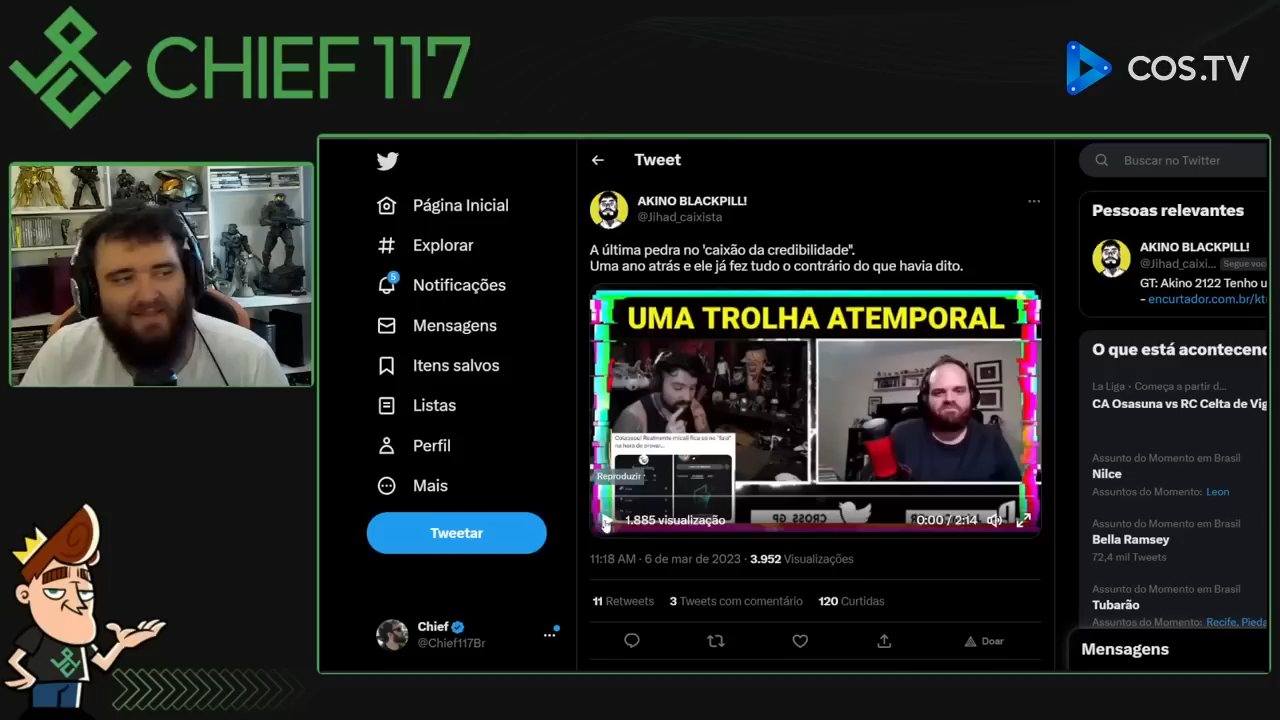 CHIEF 117
COS.TV
Página Inicial
Explorar
5
Notificações
Mensagens
Itens salvos
Listas
Perfil
Mais
Tweetar
Chief
@Chief117Br
Tweet
AKINO BLACKPILL!
@Jihad_caixista
A última pedra no 'caixão da credibilidade".
Uma ano atrás e ele já fez tudo o contrário do que havia dito.
UMA TROLHA ATEMPORAL
Reproduzir
1.885 visualização
0:00 / 2:14
11:18 AM · 6 de mar de 2023 · 3.952 Visualizações
11 Retweets 3 Tweets com comentário 120 Curtidas
Doar
Buscar no Twitter
Pessoas relevantes
AKINO BLACKPILL!
@Jihad_caixi... Segue voc
GT: Akino 2122 Tenho u
- encurtador.com.br/kt
O que está acontecend
La Liga · Começa a partir d...
CA Osasuna vs RC Celta de Vig
Assunto do Momento em Brasil
Nilce
Assuntos do Momento: Leon
Assunto do Momento em Brasil
Bella Ramsey
72,4 mil Tweets
Assunto do Momento em Brasil
Tubarão
Assuntos do Momento: Recife, Pieda
Mensagens